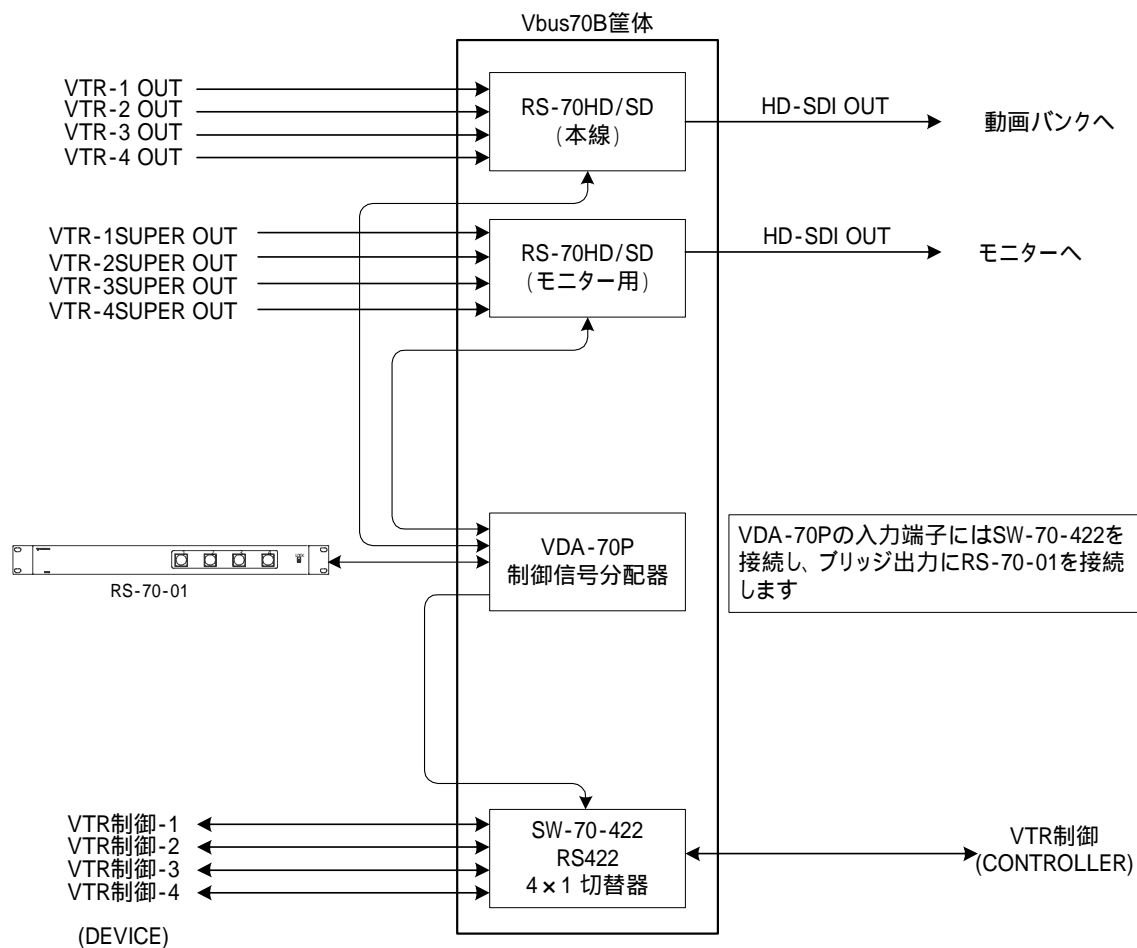 Vbus70B筐体
VTR-1 OUT
VTR-2 OUT
VTR-3 OUT
VTR-4 OUT
RS-70HD/SD
(本線)
HD-SDI OUT
動画バンクへ
VTR-1SUPER OUT
VTR-2SUPER OUT
VTR-3SUPER OUT
VTR-4SUPER OUT
RS-70HD/SD
(モニター用)
HD-SDI OUT
モニターへ
RS-70-01
VDA-70P
制御信号分配器
VDA-70Pの入力端子にはSW-70-422を
接続し、ブリッジ出力にRS-70-01を接続
します
VTR制御-1
VTR制御-2
VTR制御-3
VTR制御-4
(DEVICE)
SW-70-422
RS422
4×1 切替器
VTR制御
(CONTROLLER)